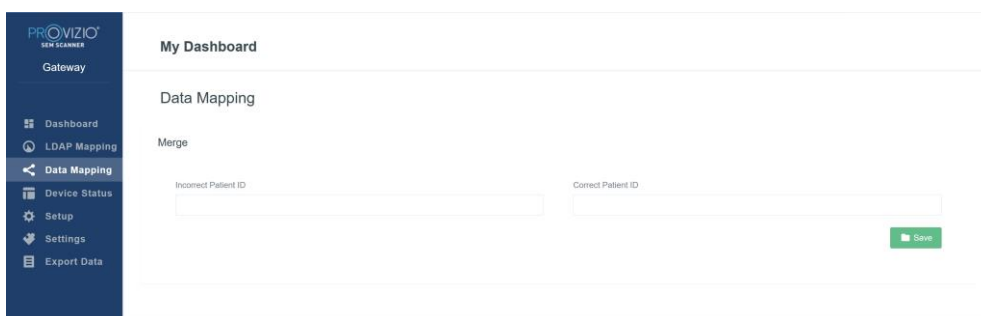 PROVIZIO®
SEM SCANNER
Gateway
Dashboard
LDAP Mapping
Data Mapping
Device Status
Setup
Settings
Export Data
My Dashboard
Data Mapping
Merge
Incorrect Patient ID
Correct Patient ID
Save